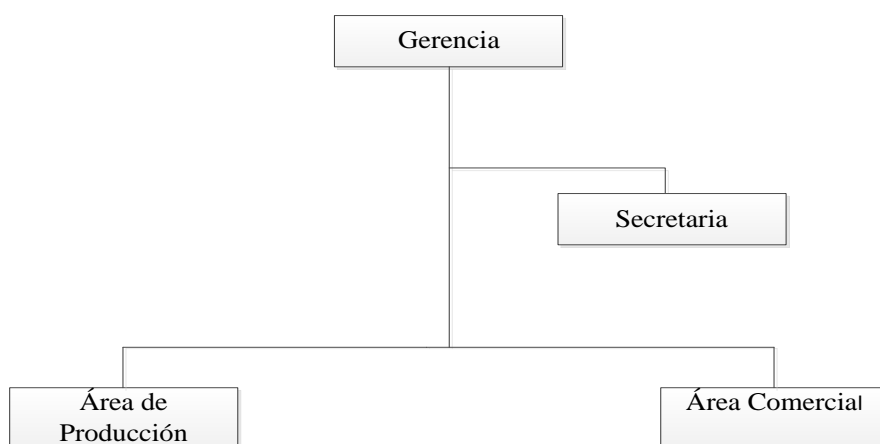 Gerencia
Secretaria
Área de
Producción
Área Comercial